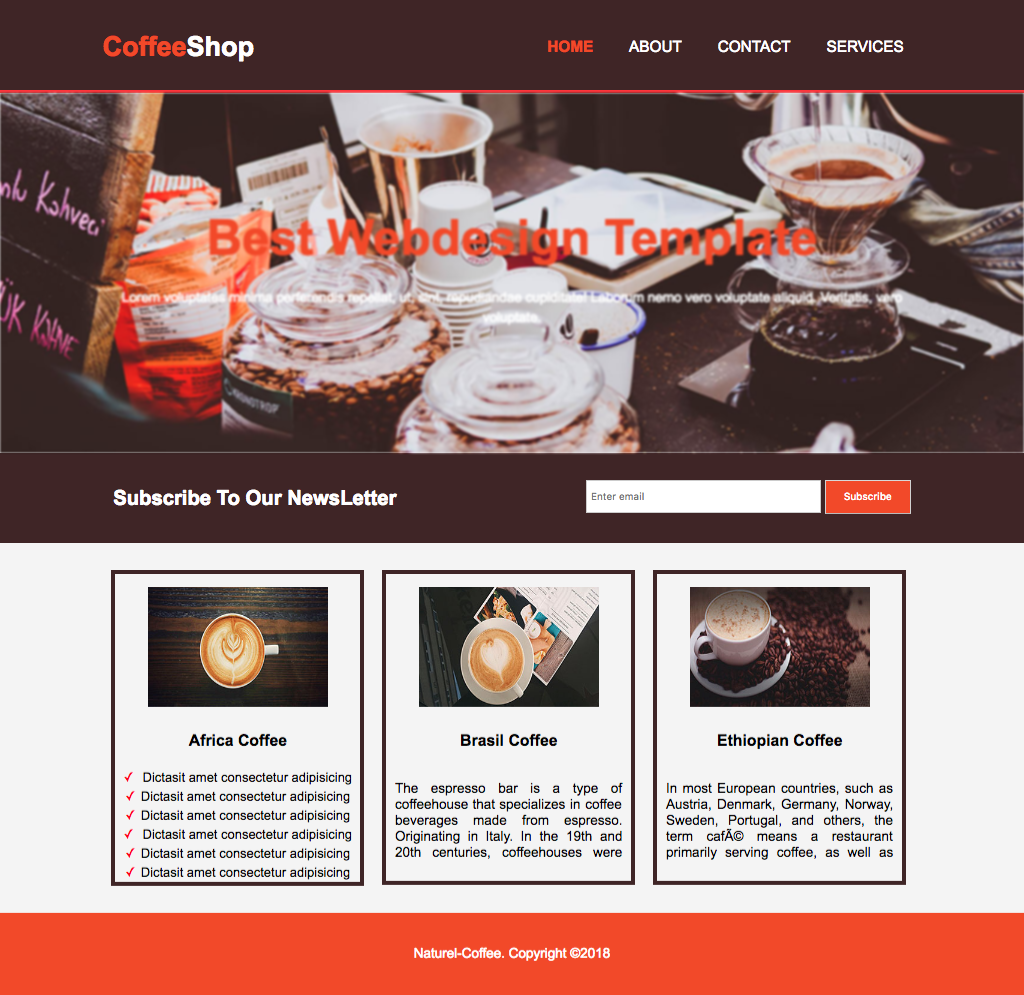 CoffeeShop
HOME ABOUT CONTACT SERVICES
nlu Kahveci
ÜK KAHVE
Best Webdesign Template
Lorem voluptates minima perferendis repellat, ut, sint, repudiandae cupiditate! Laborum nemo vero voluptate aliquid. Veritatis, vero
voluptate.
Subscribe To Our NewsLetter
Enter email
Subscribe
Africa Coffee
✓ Dictasit amet consectetur adipisicing
✓ Dictasit amet consectetur adipisicing
✓ Dictasit amet consectetur adipisicing
✓ Dictasit amet consectetur adipisicing
✓ Dictasit amet consectetur adipisicing
✓ Dictasit amet consectetur adipisicing
Brasil Coffee
The espresso bar is a type of
coffeehouse that specializes in coffee
beverages made from espresso.
Originating in Italy. In the 19th and
20th centuries, coffeehouses were
Ethiopian Coffee
In most European countries, such as
Austria, Denmark, Germany, Norway,
Sweden, Portugal, and others, the
term cafÃ© means a restaurant
primarily serving coffee, as well as
Naturel-Coffee. Copyright ©2018